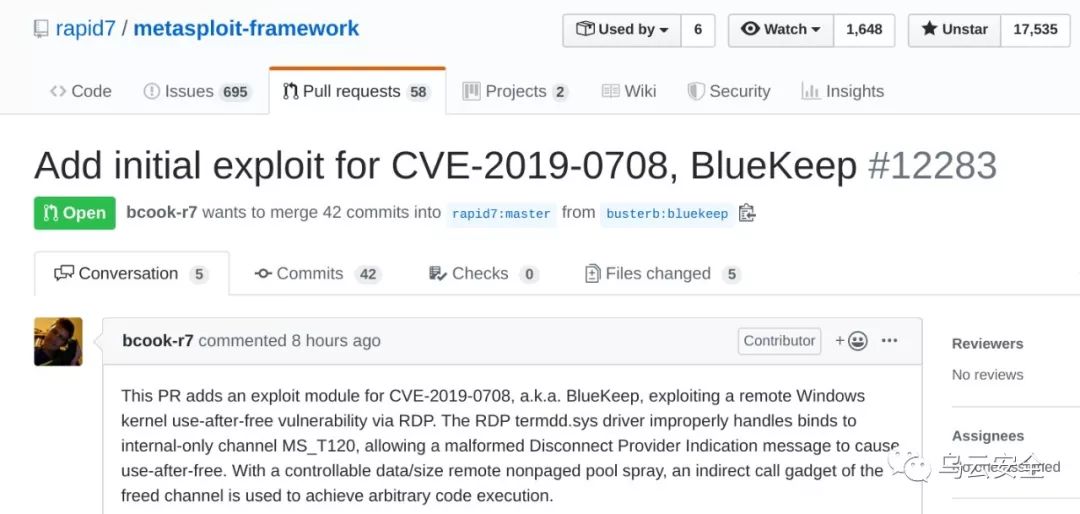 rapid7 / metasploit-framework
Used by 6 Watch 1,648 Unstar 17,535
Code Issues 695 Pull requests 58 Projects 2 Wiki Security Insights
Add initial exploit for CVE-2019-0708, BlueKeep #12283
Open bcook-r7 wants to merge 42 commits into rapid7:master from busterb:bluekeep
Conversation 5 Commits 42 Checks 0 Files changed 5
bcook-r7 commented 8 hours ago Contributor
This PR adds an exploit module for CVE-2019-0708, a.k.a. BlueKeep, exploiting a remote Windows
kernel use-after-free vulnerability via RDP. The RDP termdd.sys driver improperly handles binds to
internal-only channel MS_T120, allowing a malformed Disconnect Provider Indication message to cause
use-after-free. With a controllable data/size remote nonpaged pool spray, an indirect call gadget of the
freed channel is used to achieve arbitrary code execution.
Reviewers
No reviews
Assignees
No one assigned
乌云安全